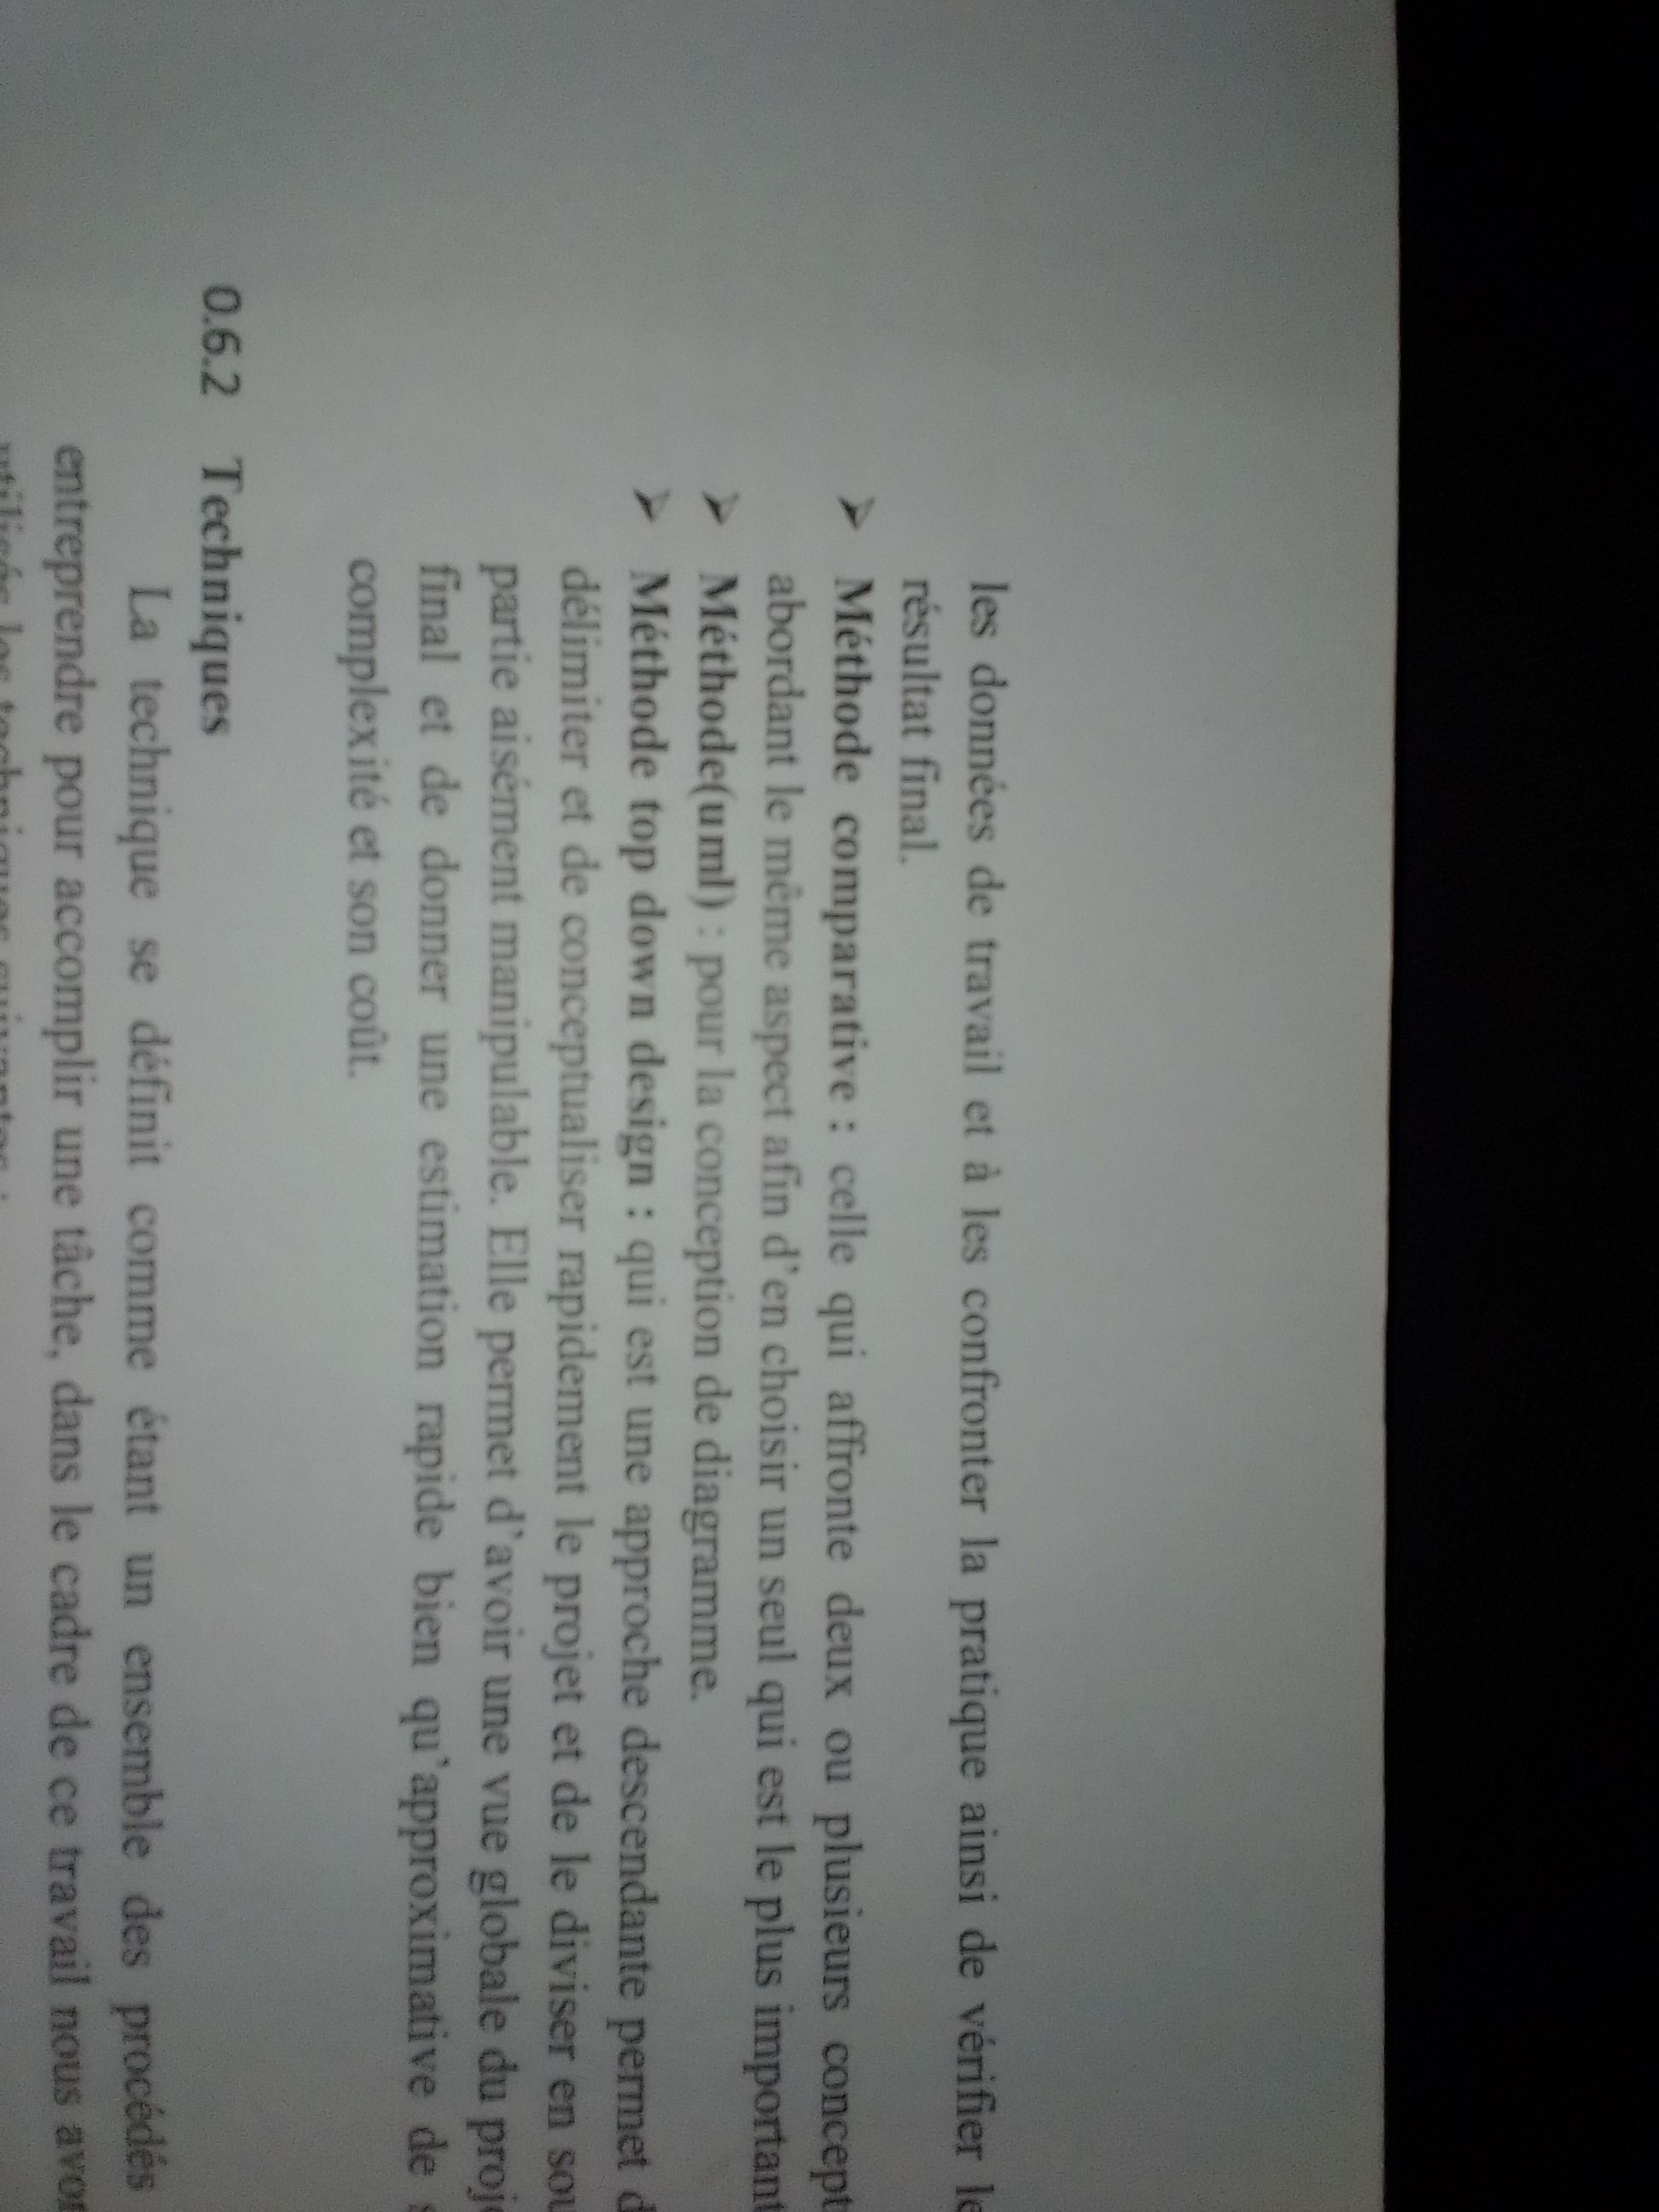 les données de travail et à les confronter la pratique ainsi de vérifier le
résultat final.
➢ Méthode comparative : celle qui affronte deux ou plusieurs concept
abordant le même aspect afin d'en choisir un seul qui est le plus important
➢ Méthode(uml) : pour la conception de diagramme.
➢ Méthode top down design : qui est une approche descendante permet d
délimiter et de conceptualiser rapidement le projet et de le diviser en sou
partie aisément manipulable. Elle permet d'avoir une vue globale du proje
final et de donner une estimation rapide bien qu'approximative de s
complexité et son coût.
0.6.2 Techniques
La technique se définit comme étant un ensemble des procédés
entreprendre pour accomplir une tâche, dans le cadre de ce travail nous avon
utilisés les techniques suivantes :